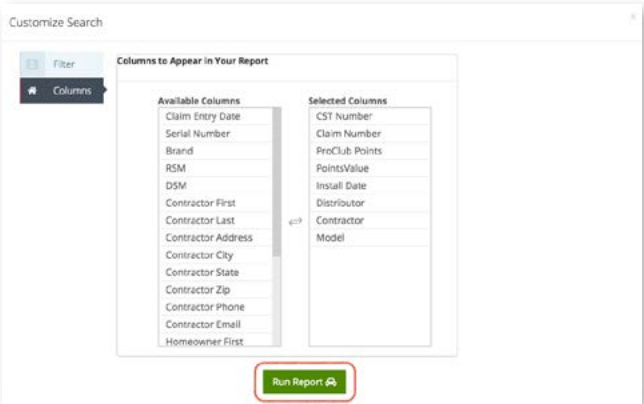 Customize Search
x
Filter
Columns
Columns to Appear in Your Report
Available Columns
Claim Entry Date
Serial Number
Brand
RSM
DSM
Contractor First
Contractor Last
Contractor Address
Contractor City
Contractor State
Contractor Zip
Contractor Phone
Contractor Email
Homeowner First
Selected Columns
CST Number
Claim Number
ProClub Points
PointsValue
Install Date
Distributor
Contractor
Model
Run Report